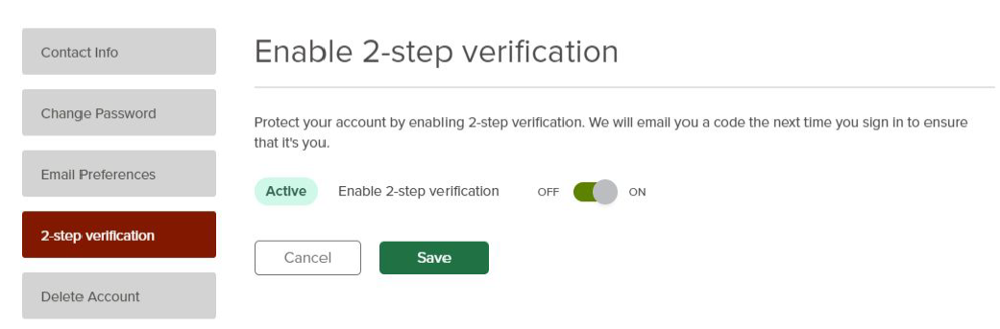 Contact Info
Change Password
Email Preferences
2-step verification
Delete Account
Enable 2-step verification
Protect your account by enabling 2-step verification. We will email you a code the next time you sign in to ensure
that it's you.
Active Enable 2-step verification OFF ON
Cancel Save